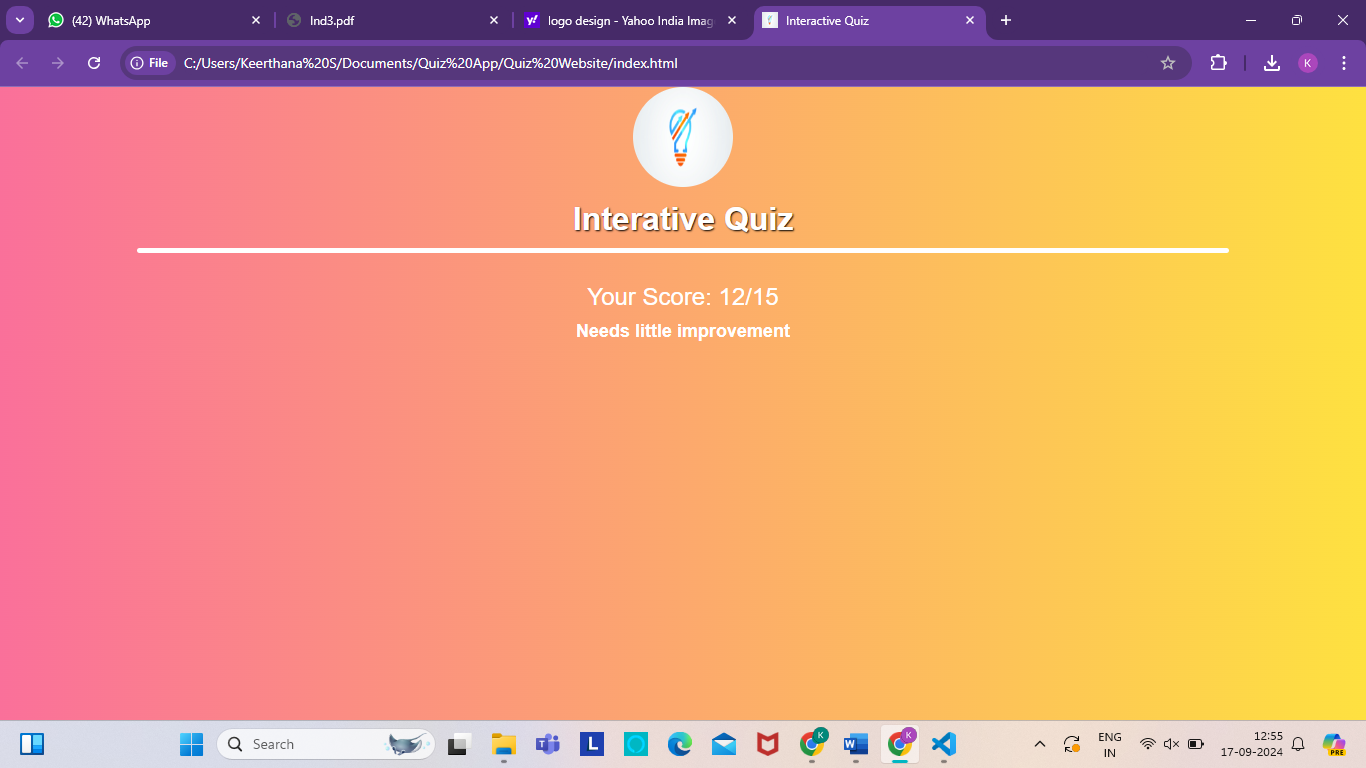 (42) WhatsApp
Ind3.pdf
logo design - Yahoo India Imag
Interactive Quiz
File
C:/Users/Keerthana%20S/Documents/Quiz%20App/Quiz%20Website/index.html
K
Interative Quiz
Your Score: 12/15
Needs little improvement
Search
L
K
K
ENG
IN
12:55
17-09-2024
PRE